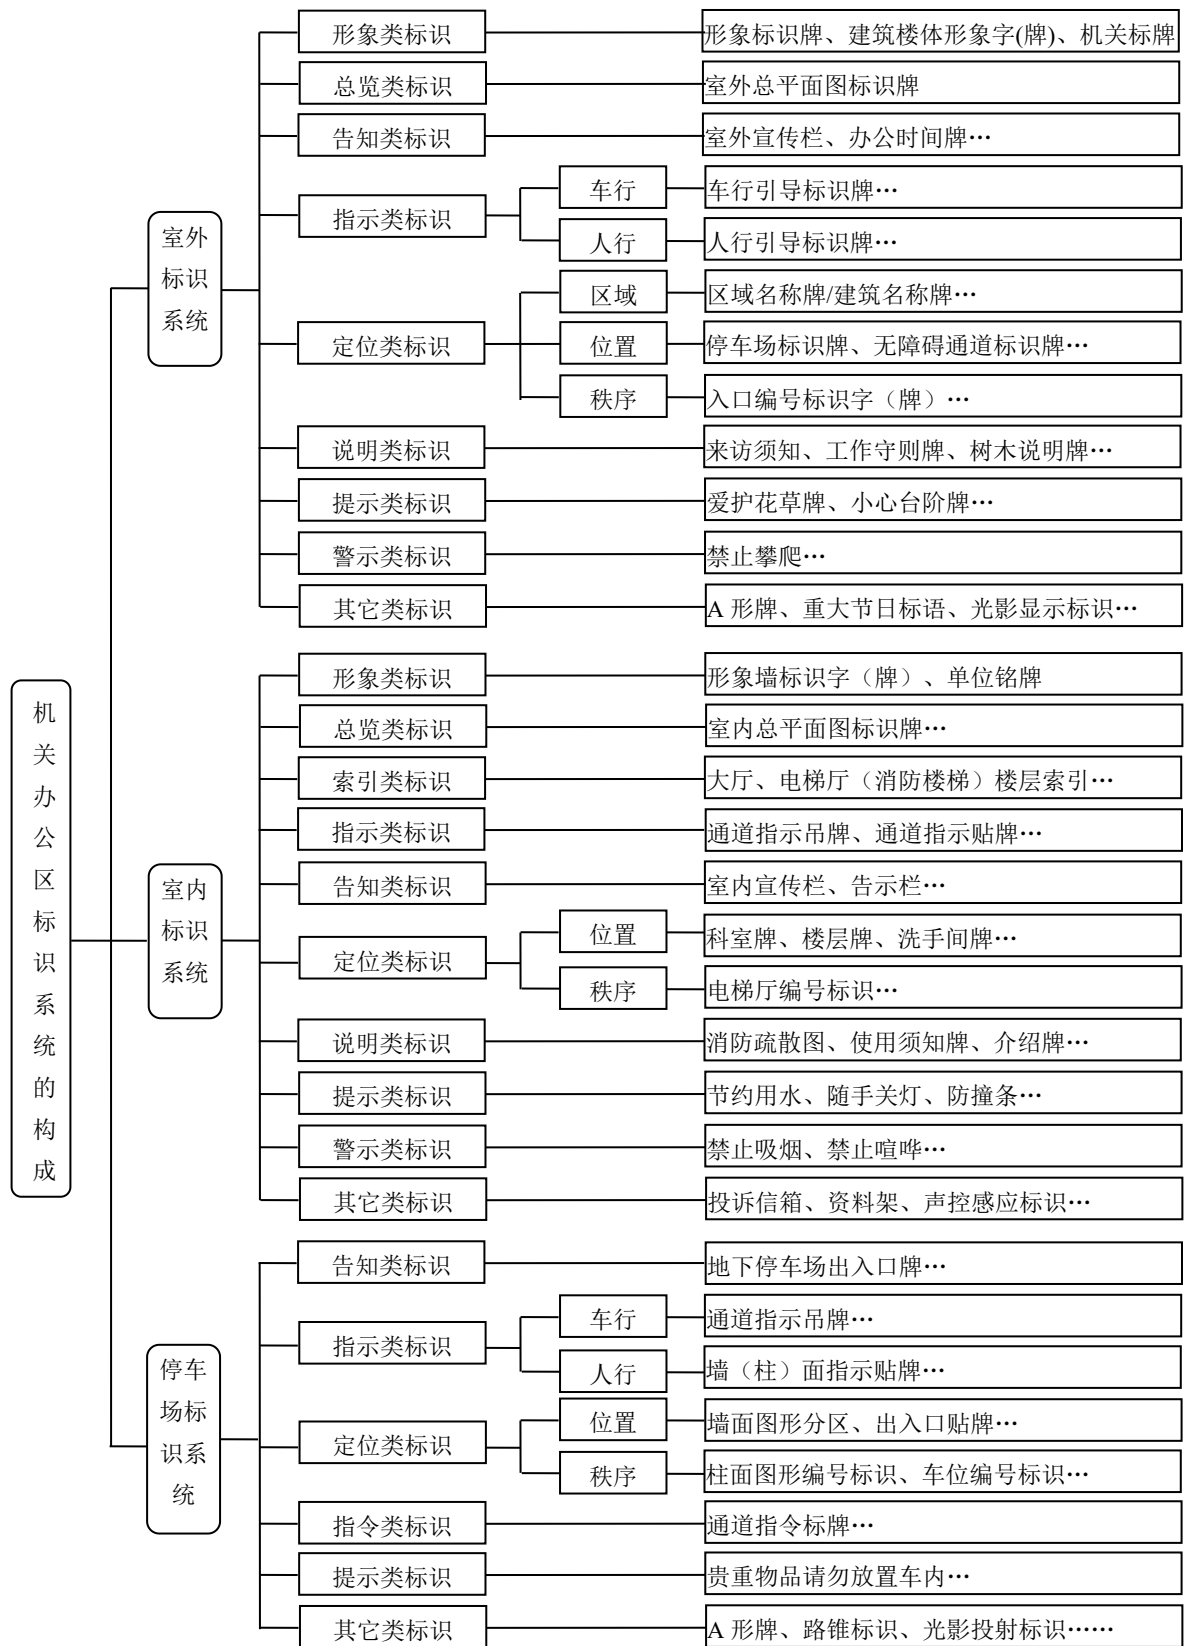 机关办公区标识系统的构成
室外标识系统
形象类标识
形象标识牌、建筑楼体形象字(牌)、机关标牌
总览类标识
室外总平面图标识牌
告知类标识
室外宣传栏、办公时间牌…
指示类标识
车行
车行引导标识牌…
人行
人行引导标识牌…
定位类标识
区域
区域名称牌/建筑名称牌…
位置
停车场标识牌、无障碍通道标识牌…
秩序
入口编号标识字（牌）…
说明类标识
来访须知、工作守则牌、树木说明牌…
提示类标识
爱护花草牌、小心台阶牌…
警示类标识
禁止攀爬…
其它类标识
A 形牌、重大节日标语、光影显示标识…
室内标识系统
形象类标识
形象墙标识字（牌）、单位铭牌
总览类标识
室内总平面图标识牌…
索引类标识
大厅、电梯厅（消防楼梯）楼层索引…
指示类标识
通道指示吊牌、通道指示贴牌…
告知类标识
室内宣传栏、告示栏…
定位类标识
位置
科室牌、楼层牌、洗手间牌…
秩序
电梯厅编号标识…
说明类标识
消防疏散图、使用须知牌、介绍牌…
提示类标识
节约用水、随手关灯、防撞条…
警示类标识
禁止吸烟、禁止喧哗…
其它类标识
投诉信箱、资料架、声控感应标识…
停车场标识系统
告知类标识
地下停车场出入口牌…
指示类标识
车行
通道指示吊牌…
人行
墙（柱）面指示贴牌…
定位类标识
位置
墙面图形分区、出入口贴牌…
秩序
柱面图形编号标识、车位编号标识…
指令类标识
通道指令标牌…
提示类标识
贵重物品请勿放置车内…
其它类标识
A 形牌、路锥标识、光影投射标识……